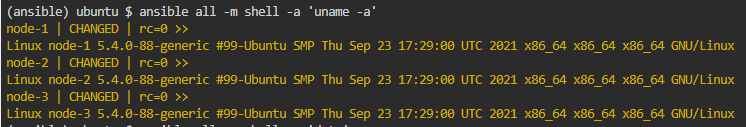 (ansible) ubuntu $ ansible all -m shell -a 'uname -a'
node-1 | CHANGED | rc=0 >>
Linux node-1 5.4.0-88-generic #99-Ubuntu SMP Thu Sep 23 17:29:00 UTC 2021 x86_64 x86_64 x86_64 GNU/Linux
node-2 | CHANGED | rc=0 >>
Linux node-2 5.4.0-88-generic #99-Ubuntu SMP Thu Sep 23 17:29:00 UTC 2021 x86_64 x86_64 x86_64 GNU/Linux
node-3 | CHANGED | rc=0 >>
Linux node-3 5.4.0-88-generic #99-Ubuntu SMP Thu Sep 23 17:29:00 UTC 2021 x86_64 x86_64 x86_64 GNU/Linux